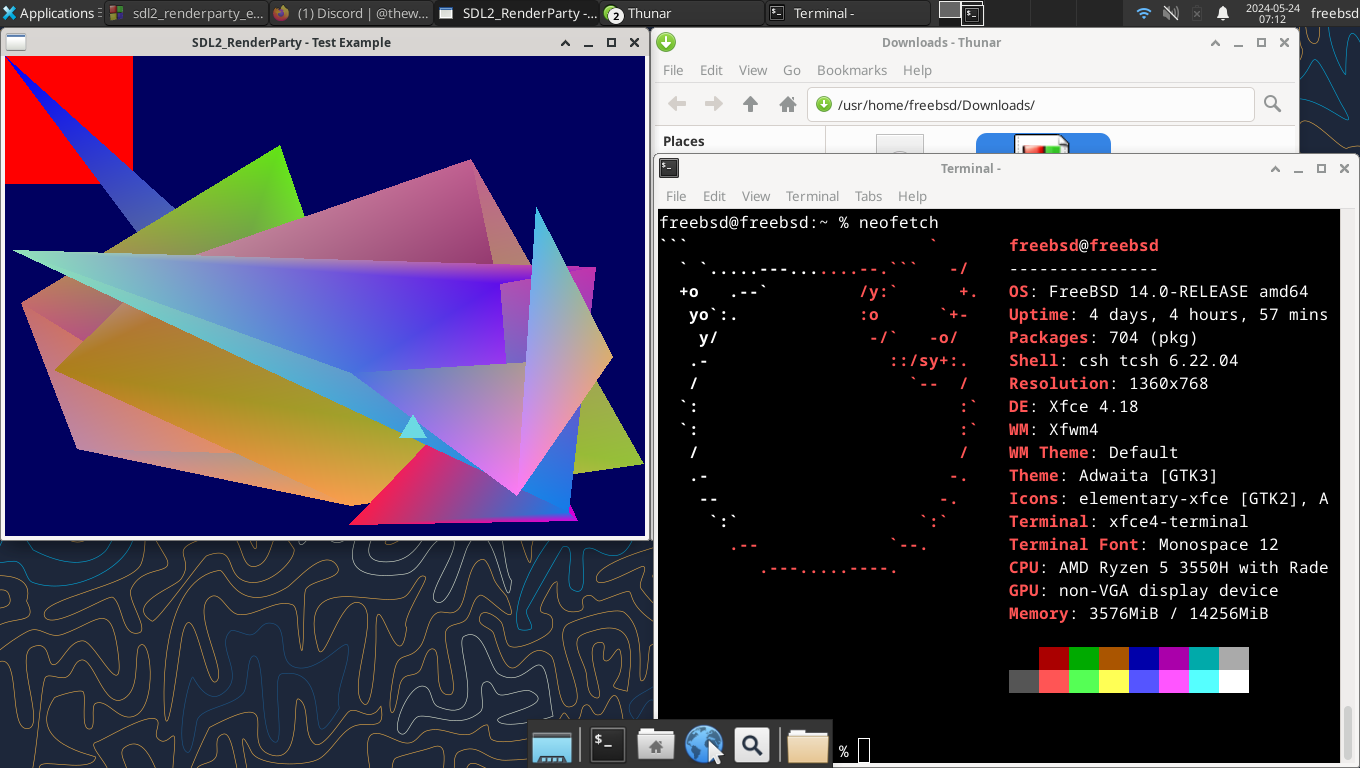 Applications
sdl2_renderparty_e...
(1) Discord | @thew...
SDL2_RenderParty -...
2
Thunar
Terminal -
2024-05-24
07:12
freebsd
SDL2_RenderParty - Test Example
Downloads - Thunar
File Edit View Go Bookmarks Help
/usr/home/freebsd/Downloads/
Places
Terminal -
File Edit View Terminal Tabs Help
freebsd@freebsd:~ % neofetch
```                        `        freebsd@freebsd
  ` `.....---.......--.```   -/    ---------------
  +o   .--`         /y:`      +.   OS: FreeBSD 14.0-RELEASE amd64
   yo`:.            :o      `+-    Uptime: 4 days, 4 hours, 57 mins
    y/               -/`   -o/     Packages: 704 (pkg)
   .-                  ::/sy+:.    Shell: csh tcsh 6.22.04
   /                     `--  /    Resolution: 1360x768
  `:                          :`   DE: Xfce 4.18
  `:                          :`   WM: Xfwm4
   /                          /    WM Theme: Default
   .-                        -.    Theme: Adwaita [GTK3]
    --                      -.     Icons: elementary-xfce [GTK2], A
     `:`                  `:`      Terminal: xfce4-terminal
       .--             `--.        Terminal Font: Monospace 12
          .---.....----.           CPU: AMD Ryzen 5 3550H with Rade
                                   GPU: non-VGA display device
                                   Memory: 3576MiB / 14256MiB
%